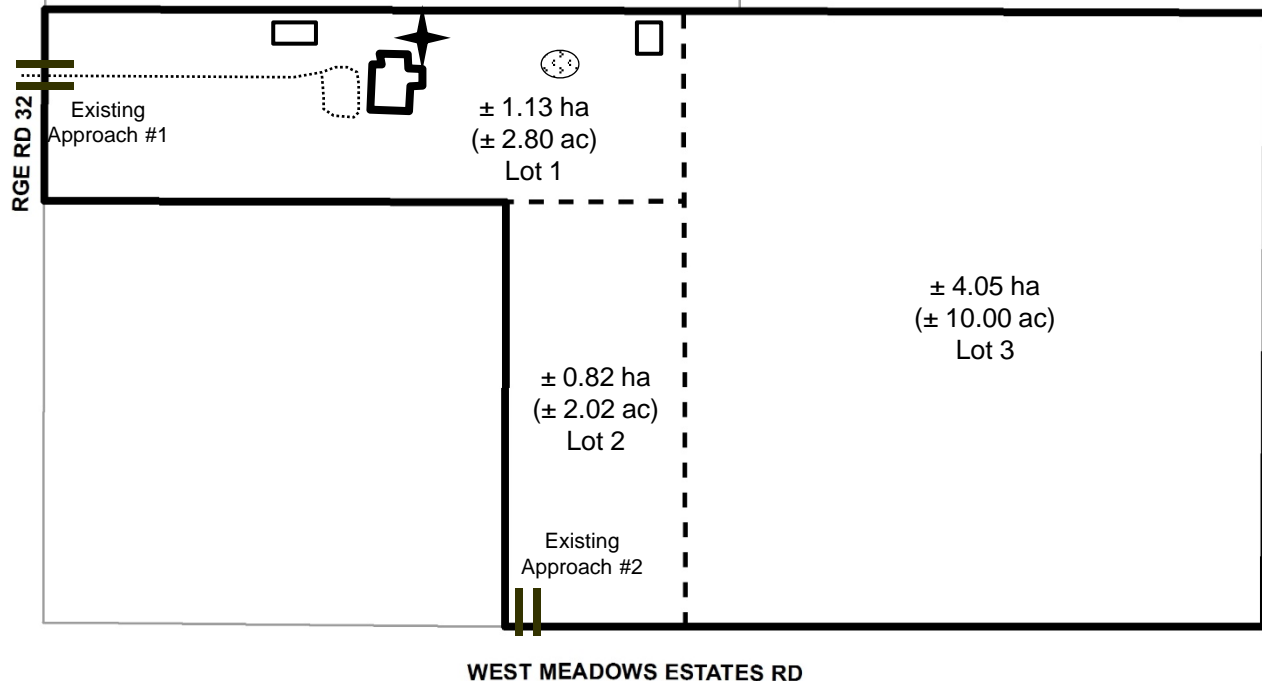 RGE RD 32
Existing
Approach #1
± 1.13 ha
(± 2.80 ac)
Lot 1
± 4.05 ha
(± 10.00 ac)
Lot 3
± 0.82 ha
(± 2.02 ac)
Lot 2
Existing
Approach #2
WEST MEADOWS ESTATES RD